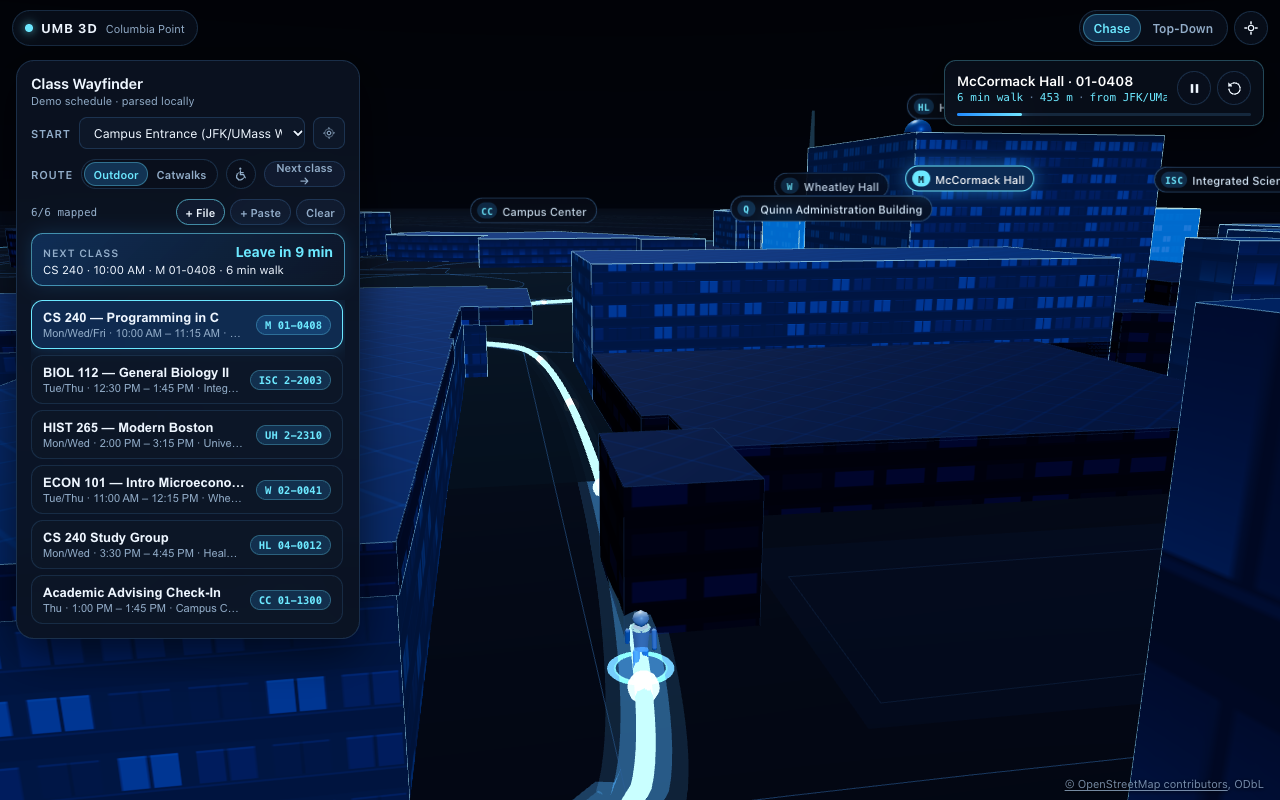 UMB 3D Columbia Point
Chase Top-Down
Class Wayfinder
Demo schedule · parsed locally
START Campus Entrance (JFK/UMass W
ROUTE Outdoor Catwalks Next class →
6/6 mapped + File + Paste Clear
NEXT CLASS Leave in 9 min
CS 240 · 10:00 AM · M 01-0408 · 6 min walk
CS 240 — Programming in C
Mon/Wed/Fri · 10:00 AM – 11:15 AM · …
M 01-0408
BIOL 112 — General Biology II
Tue/Thu · 12:30 PM – 1:45 PM · Integ…
ISC 2-2003
HIST 265 — Modern Boston
Mon/Wed · 2:00 PM – 3:15 PM · Unive…
UH 2-2310
ECON 101 — Intro Microecono…
Tue/Thu · 11:00 AM – 12:15 PM · Whe…
W 02-0041
CS 240 Study Group
Mon/Wed · 3:30 PM – 4:45 PM · Heal…
HL 04-0012
Academic Advising Check-In
Thu · 1:00 PM – 1:45 PM · Campus C…
CC 01-1300
McCormack Hall · 01-0408
6 min walk · 453 m · from JFK/UMa
HL
M McCormack Hall
W Wheatley Hall
ISC Integrated Scien
Q Quinn Administration Building
CC Campus Center
© OpenStreetMap contributors, ODbL